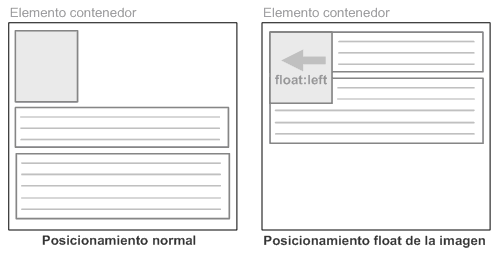 Elemento contenedor
Elemento contenedor
float:left
Posicionamiento normal
Posicionamiento float de la imagen